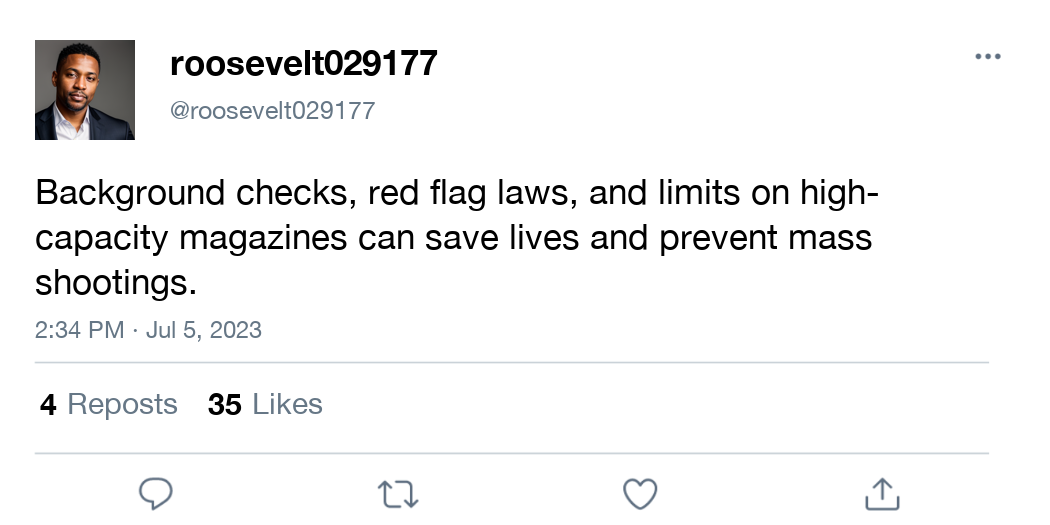 roosevelt029177
@roosevelt029177
Background checks, red flag laws, and limits on high-
capacity magazines can save lives and prevent mass
shootings.
2:34 PM · Jul 5, 2023
4 Reposts 35 Likes